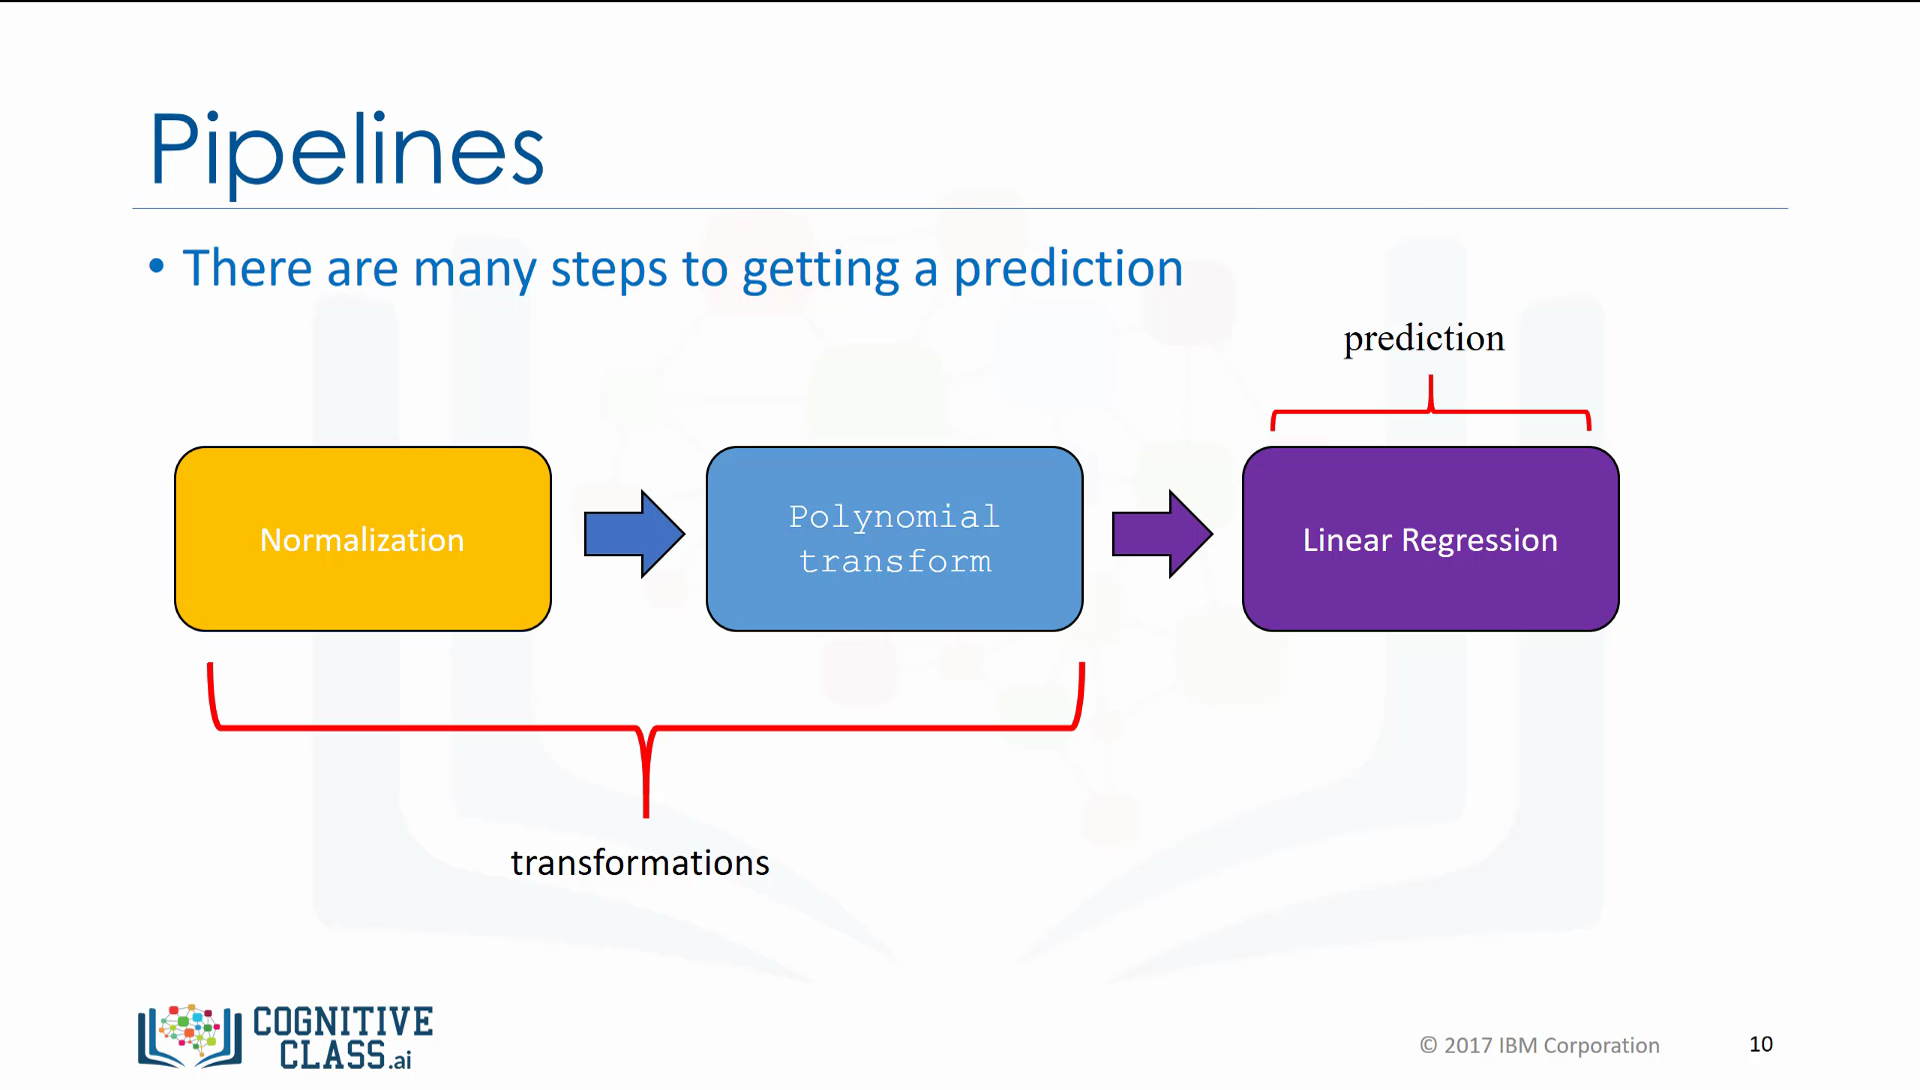 Pipelines
• There are many steps to getting a prediction
prediction
Normalization
Polynomial
transform
Linear Regression
transformations
COGNITIVE
CLASS.ai
© 2017 IBM Corporation
10